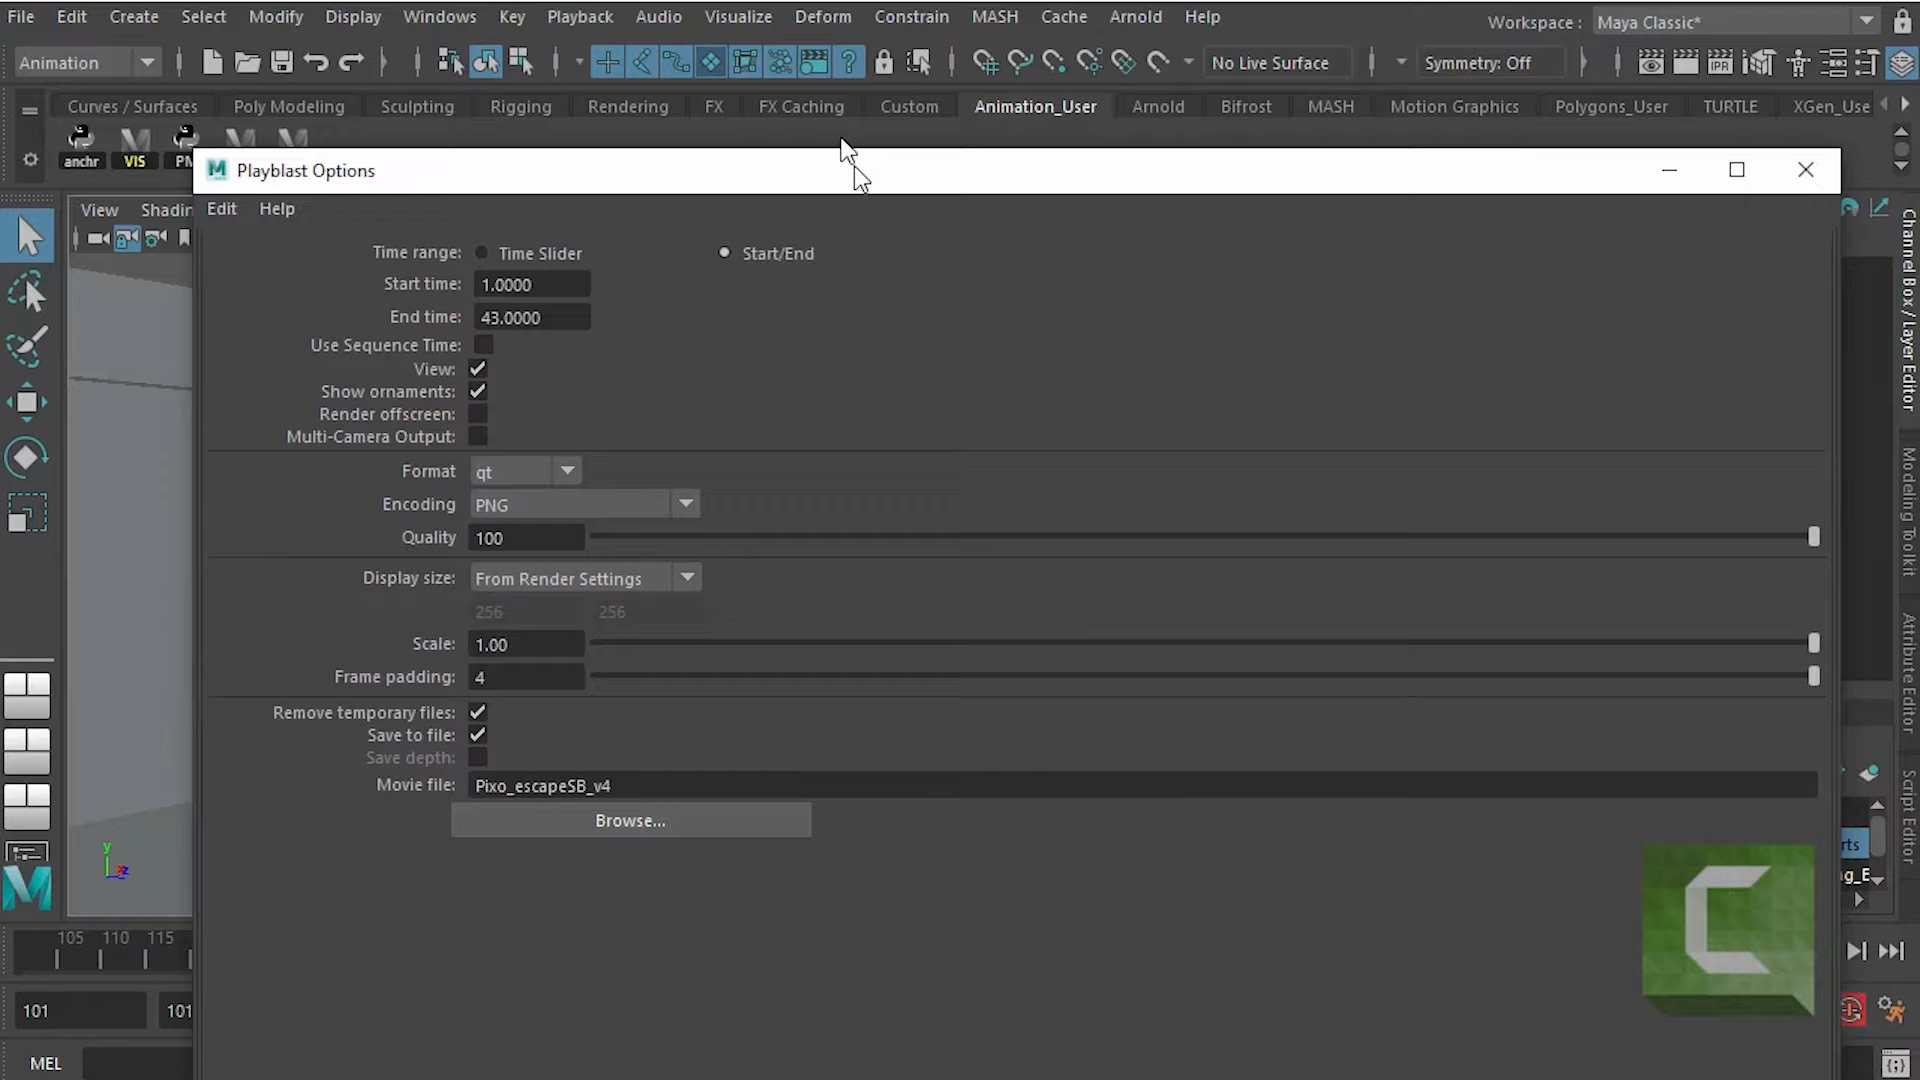 File Edit Create Select Modify Display Windows Key Playback Audio Visualize Deform Constrain MASH Cache Arnold Help Workspace : Maya Classic*
Animation No Live Surface Symmetry: Off
Curves / Surfaces Poly Modeling Sculpting Rigging Rendering FX FX Caching Custom Animation_User Arnold Bifrost MASH Motion Graphics Polygons_User TURTLE XGen_Use
anchr VIS PM
Playblast Options
View Shadin
Edit Help
Time range: Time Slider Start/End
Start time: 1.0000
End time: 43.0000
Use Sequence Time:
View:
Show ornaments:
Render offscreen:
Multi-Camera Output:
Format qt
Encoding PNG
Quality 100
Display size: From Render Settings
256 256
Scale: 1.00
Frame padding: 4
Remove temporary files:
Save to file:
Save depth:
Movie file: Pixo_escapeSB_v4
Browse...
Channel Box / Layer Editor
Modeling Toolkit
Attribute Editor
Script Editor
rts
g_E
y
z
105 110 115
101 101
MEL